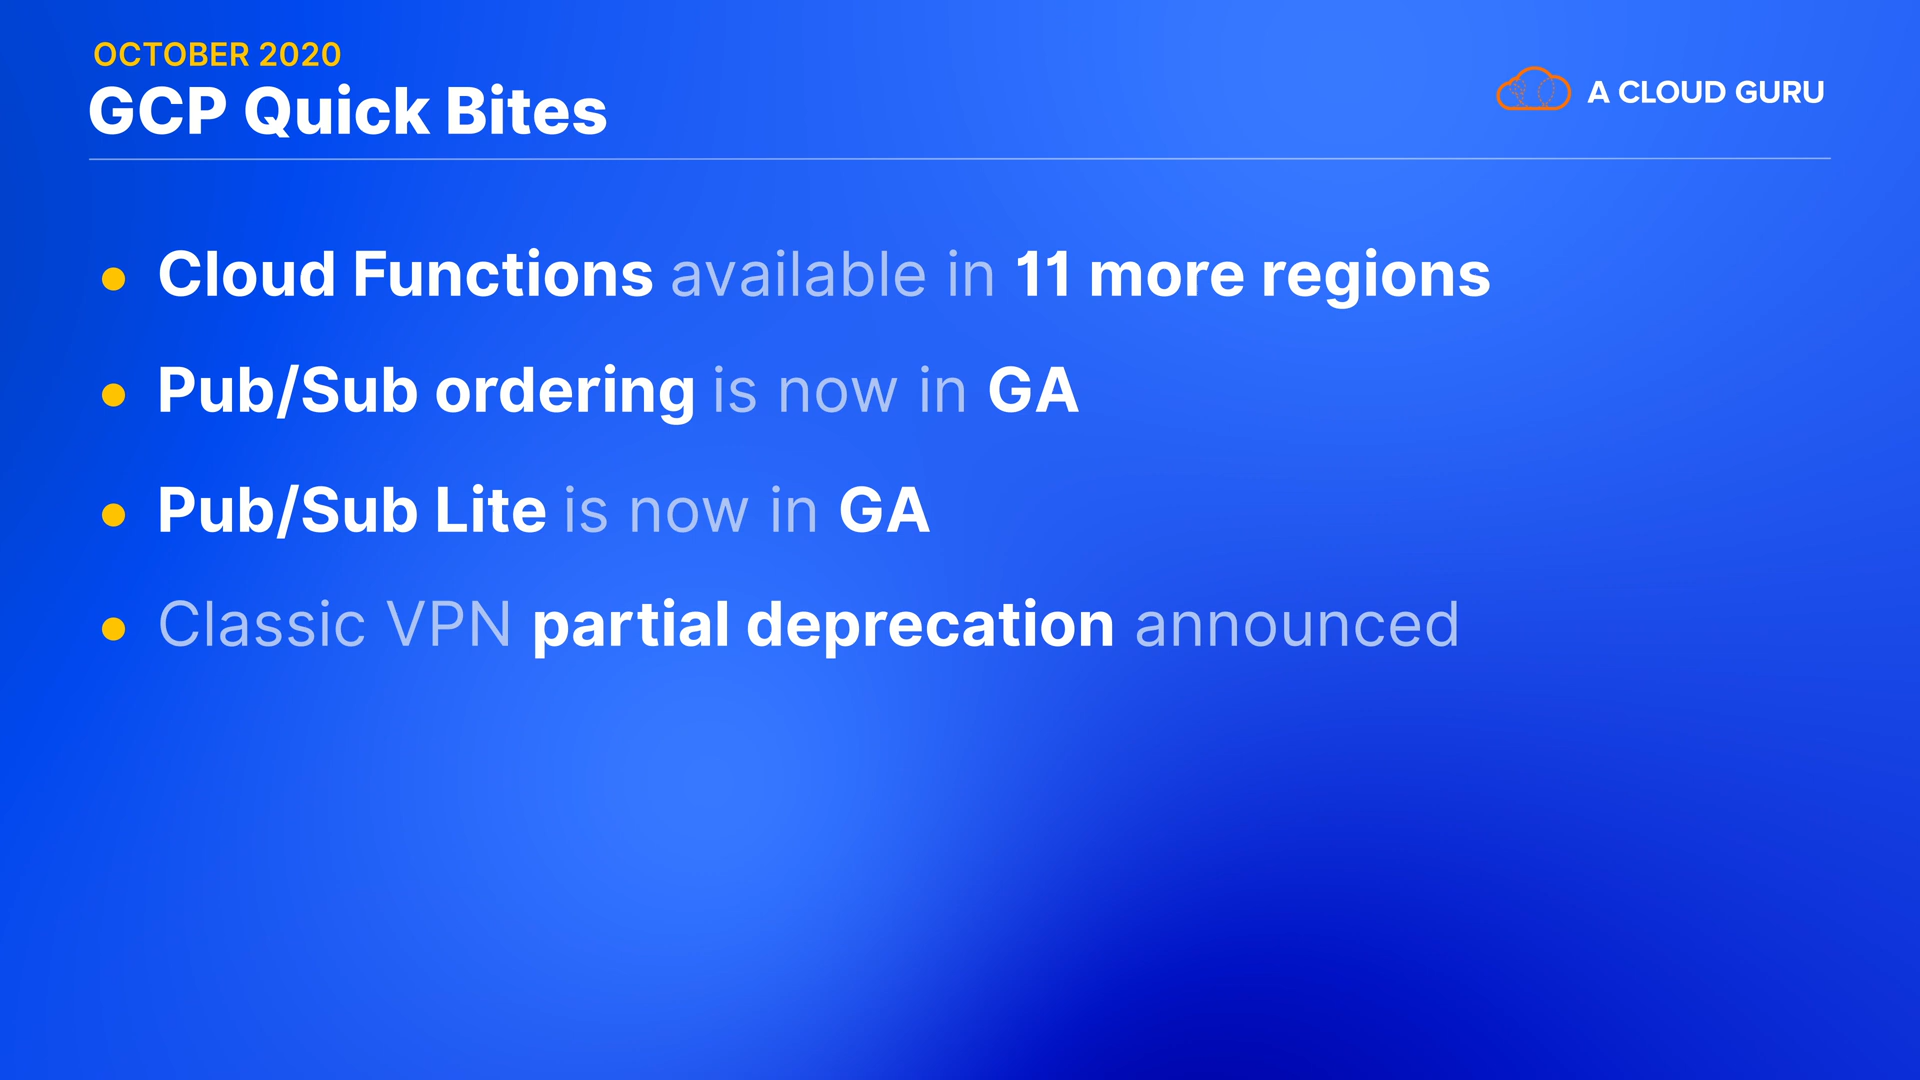 OCTOBER 2020
GCP Quick Bites
A CLOUD GURU
Cloud Functions available in 11 more regions
Pub/Sub ordering is now in GA
Pub/Sub Lite is now in GA
Classic VPN partial deprecation announced